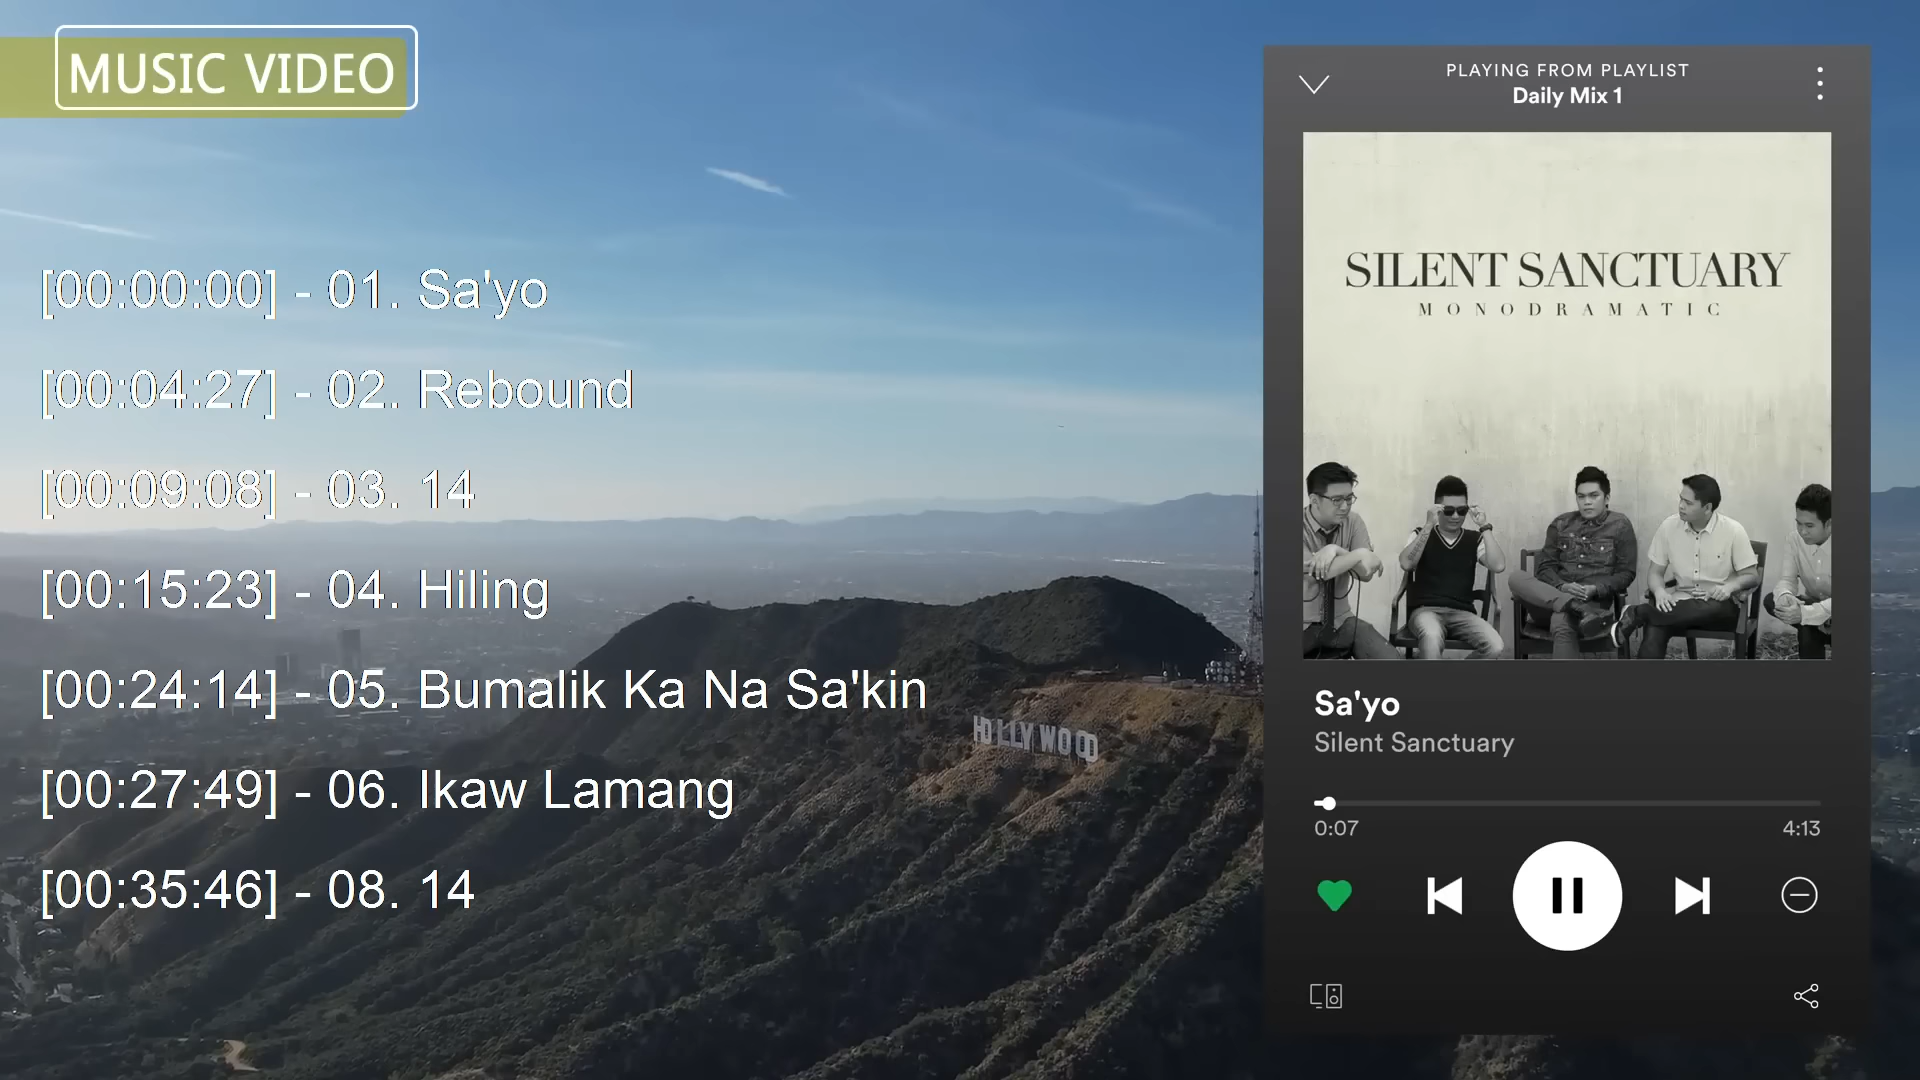 MUSIC VIDEO
[00:00:00] - 01. Sa'yo
[00:04:27] - 02. Rebound
[00:09:08] - 03. 14
[00:15:23] - 04. Hiling
[00:24:14] - 05. Bumalik Ka Na Sa'kin
[00:27:49] - 06. Ikaw Lamang
[00:35:46] - 08. 14
HOLLYWOOD
PLAYING FROM PLAYLIST
Daily Mix 1
SILENT SANCTUARY
MONODRAMATIC
Sa'yo
Silent Sanctuary
0:07 4:13